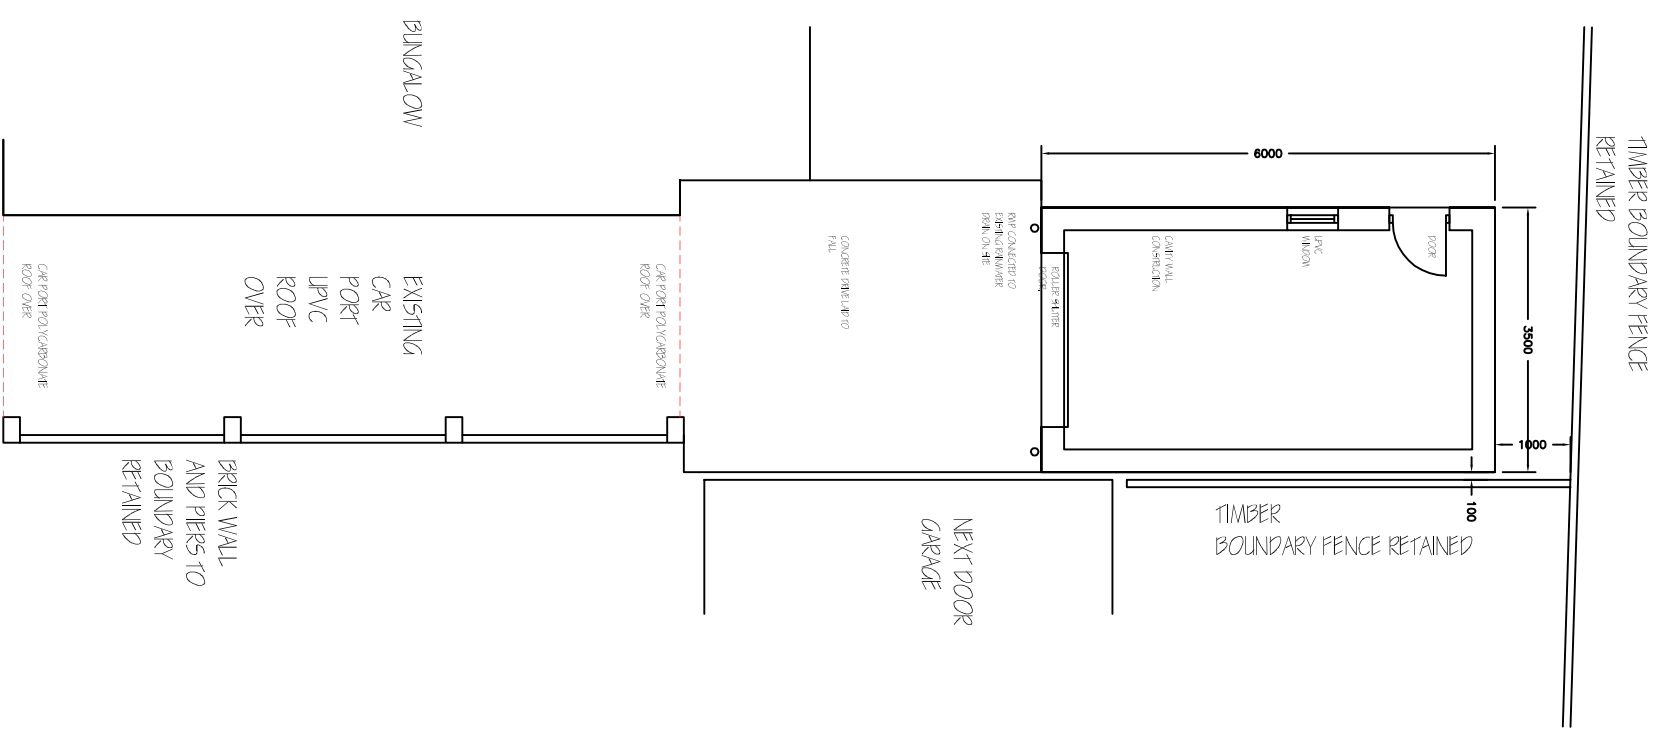 BUNGALOW
TIMBER BOUNDARY FENCE
RETAINED
6000
RWP CONNECTED TO
EXISTING RAINWATER
DRAIN ON SITE
CONCRETE DRIVE LAID TO
FALL
ROLLER SHUTTER
DOOR
CAVITY WALL
CONSTRUCTION
UPVC
WINDOW
DOOR
3500
1000
100
CAR PORT POLYCARBONATE
ROOF OVER
EXISTING
CAR
PORT
UPVC
ROOF
OVER
CAR PORT POLYCARBONATE
ROOF OVER
BRICK WALL
AND PIERS TO
BOUNDARY
RETAINED
NEXT DOOR
GARAGE
TIMBER
BOUNDARY FENCE RETAINED